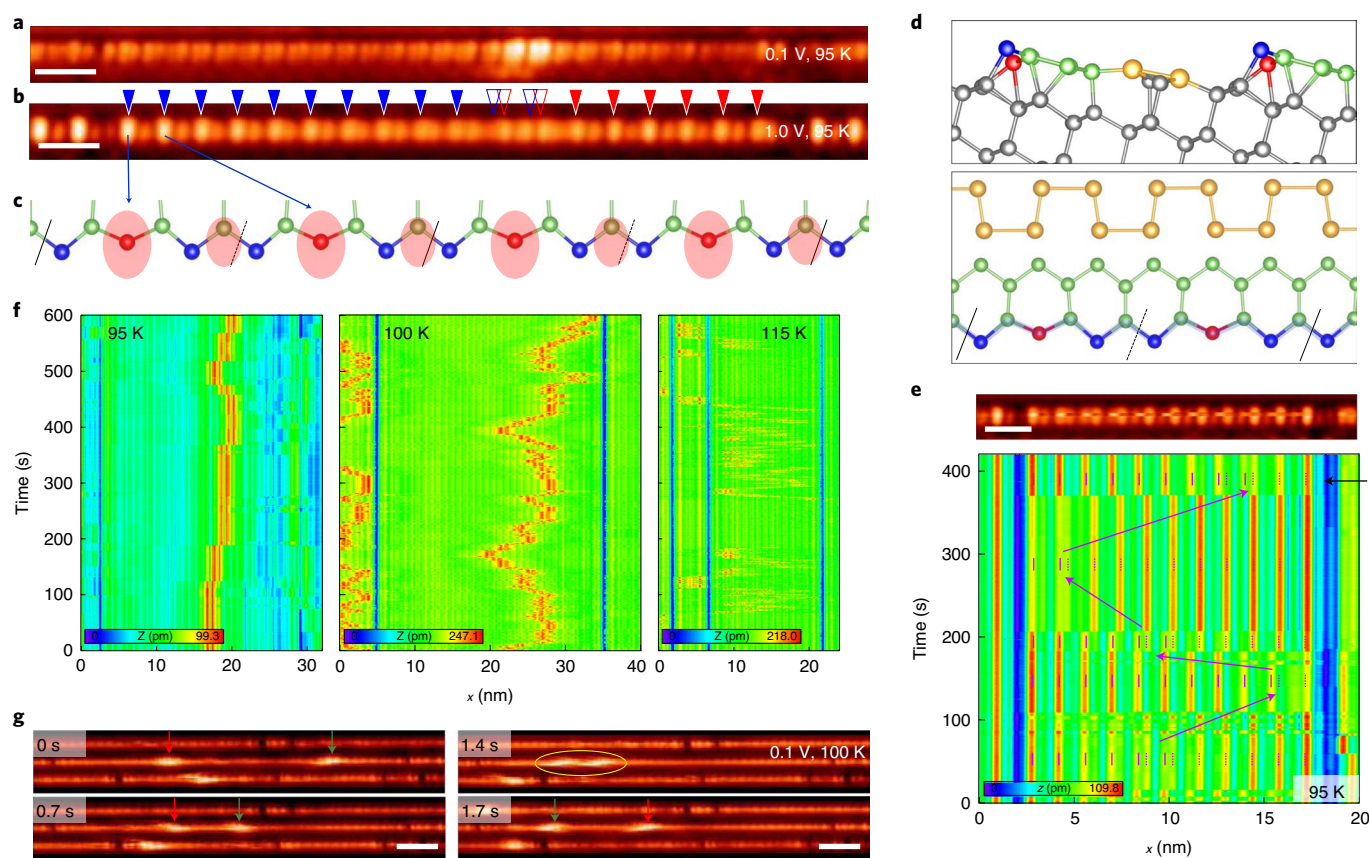 a
0.1 V, 95 K
b
1.0 V, 95 K
c
d
e
f
600
500
400
300
200
100
0
Time (s)
95 K
100 K
115 K
0 Z (pm) 99.3
0 Z (pm) 247.1
0 Z (pm) 218.0
0 10 20 30
0 10 20 30 40
0 10 20
x (nm)
400
300
200
100
0
Time (s)
0 z (pm) 109.8
95 K
0 5 10 15 20
x (nm)
g
0 s
1.4 s
0.1 V, 100 K
0.7 s
1.7 s